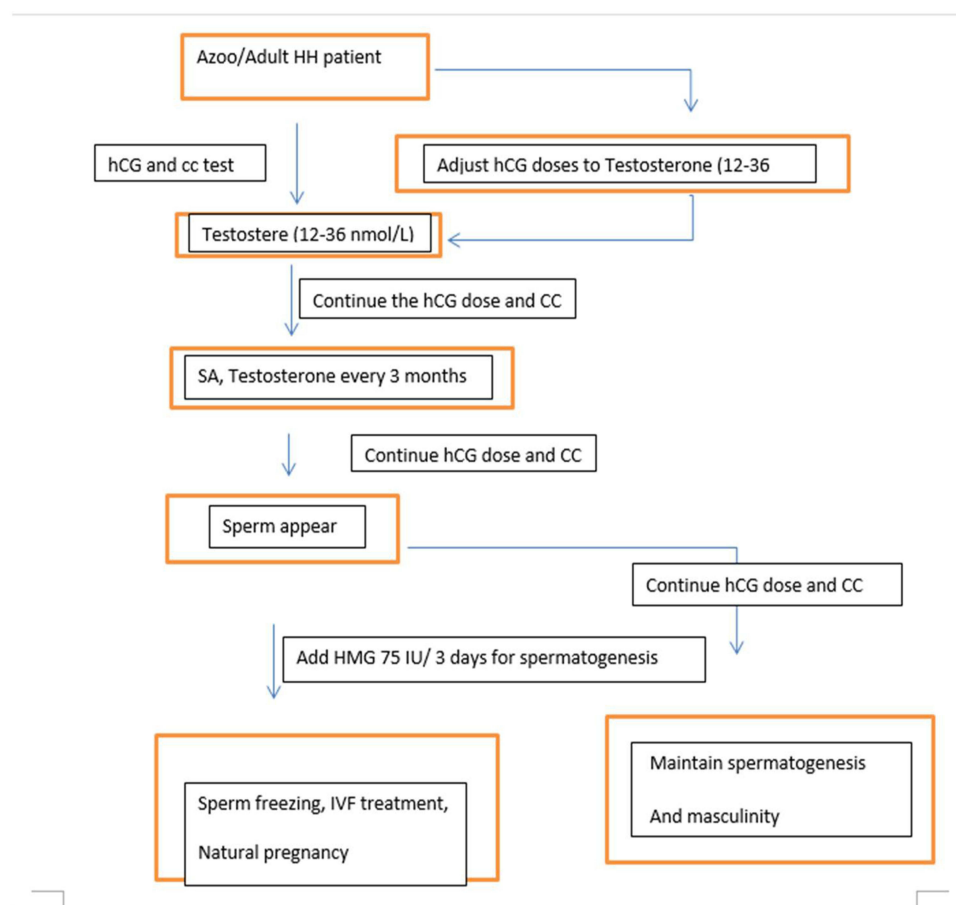 Azoo/Adult HH patient
hCG and cc test
Adjust hCG doses to Testosterone (12-36
Testostere (12-36 nmol/L)
Continue the hCG dose and CC
SA, Testosterone every 3 months
Continue hCG dose and CC
Sperm appear
Continue hCG dose and CC
Add HMG 75 IU/ 3 days for spermatogenesis
Sperm freezing, IVF treatment,
Natural pregnancy
Maintain spermatogenesis
And masculinity